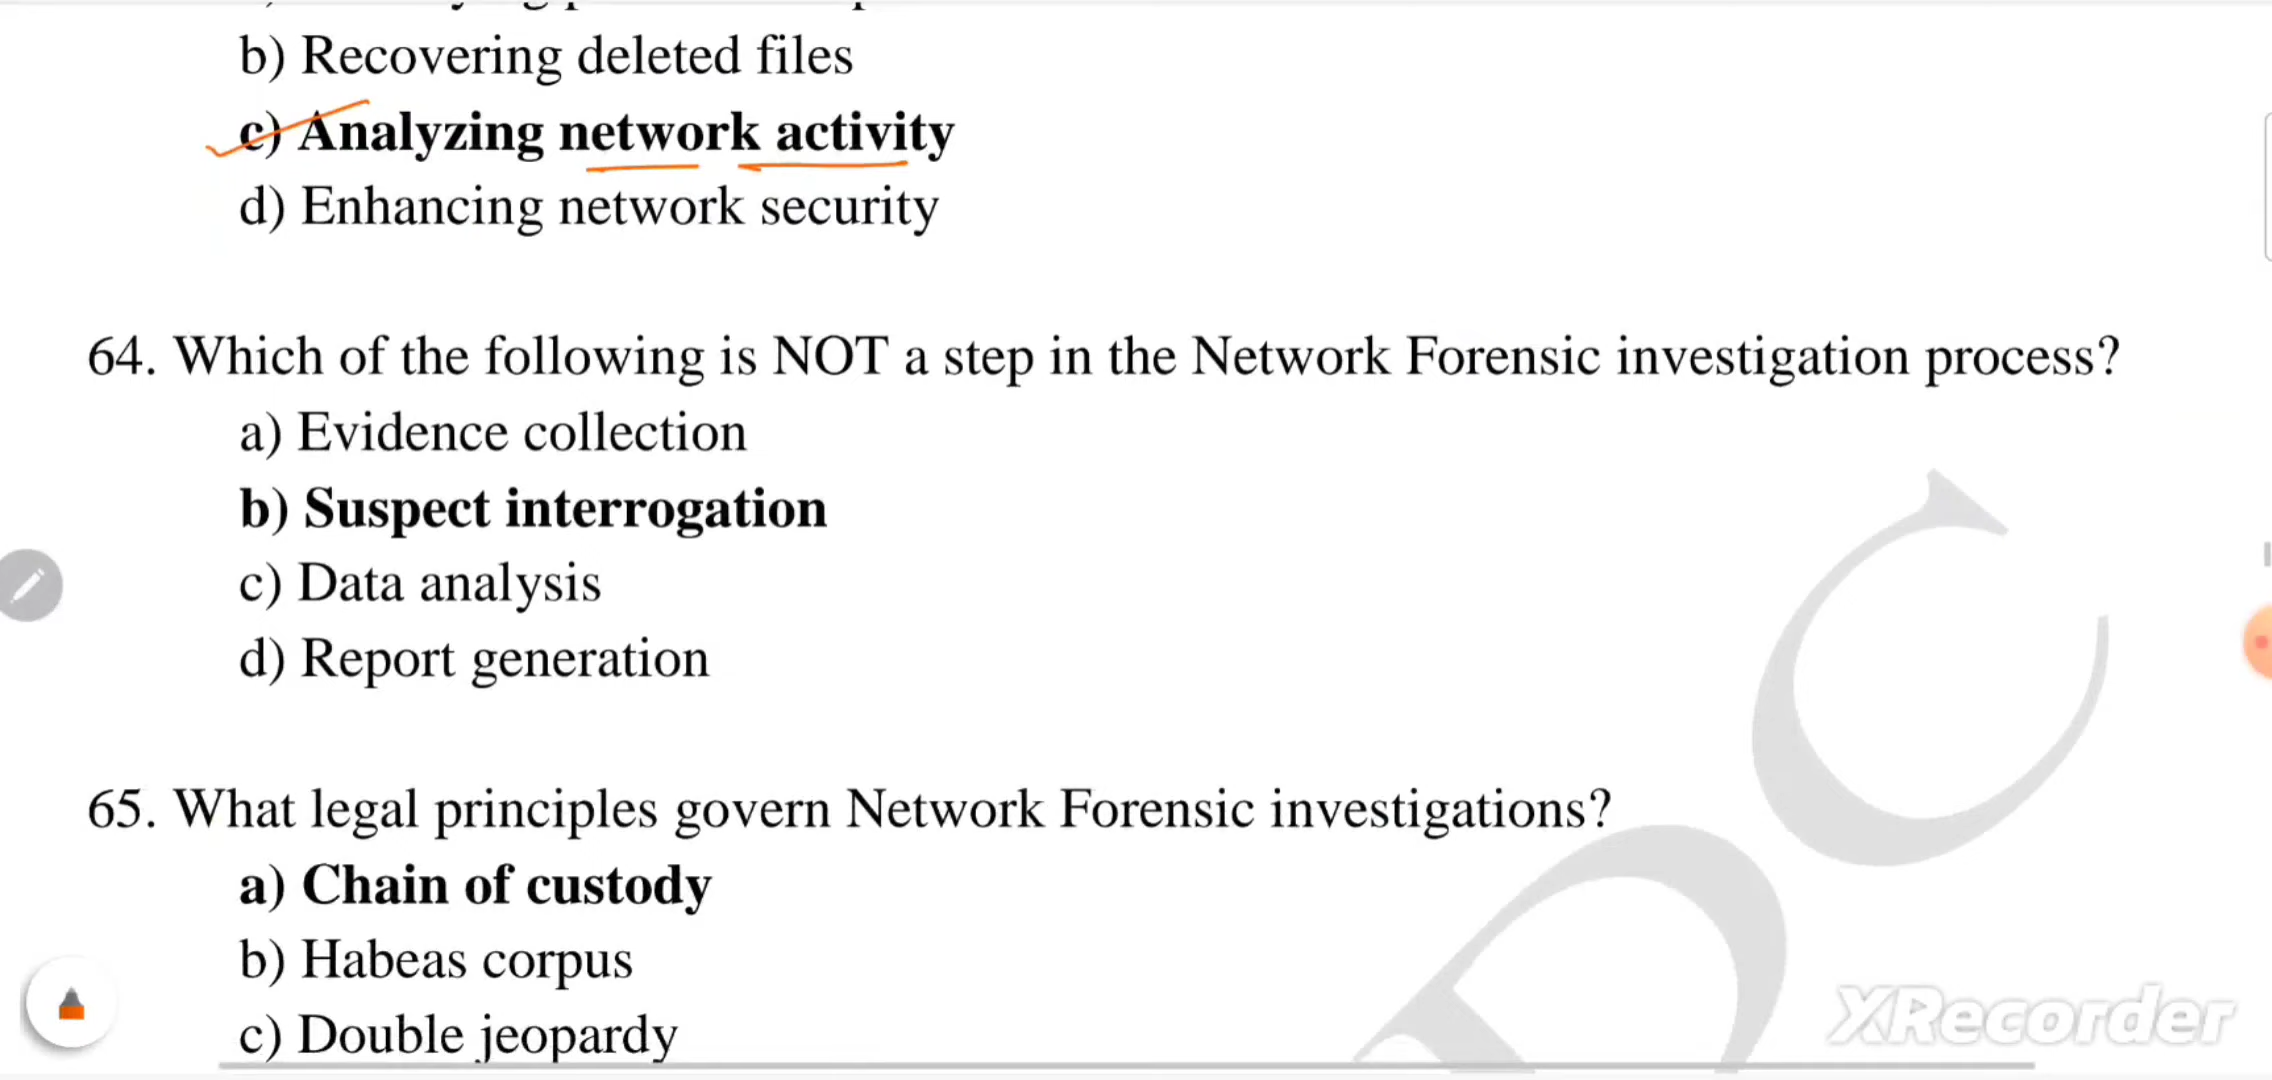 b) Recovering deleted files
c) Analyzing network activity
d) Enhancing network security
64. Which of the following is NOT a step in the Network Forensic investigation process?
a) Evidence collection
b) Suspect interrogation
c) Data analysis
d) Report generation
65. What legal principles govern Network Forensic investigations?
a) Chain of custody
b) Habeas corpus
c) Double jeopardy
XRecorder